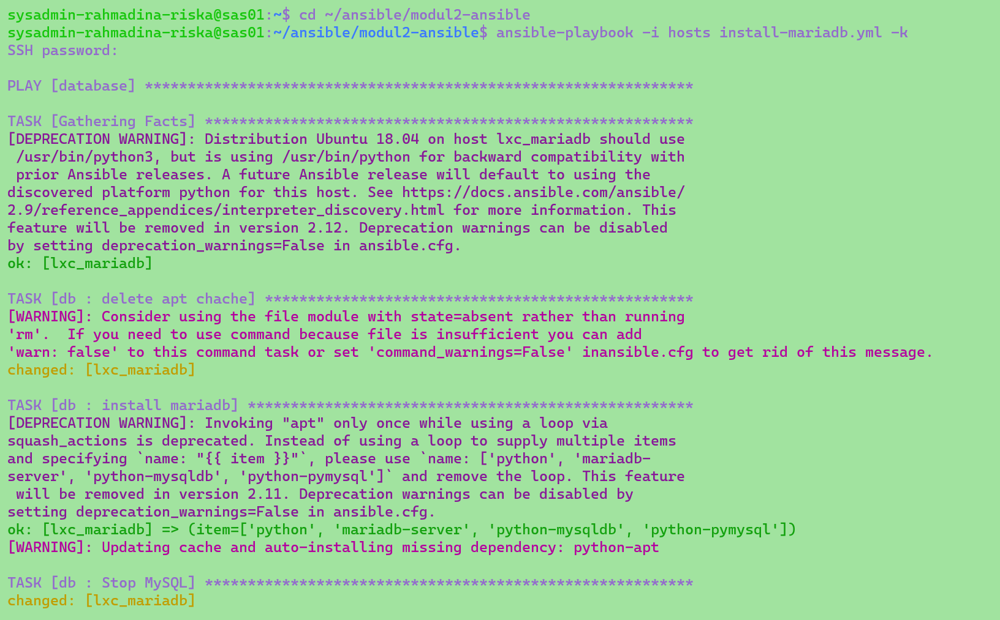 sysadmin-rahmadina-riska@sas01:~$ cd ~/ansible/modul2-ansible
sysadmin-rahmadina-riska@sas01:~/ansible/modul2-ansible$ ansible-playbook -i hosts install-mariadb.yml -k
SSH password:
PLAY [database] ****************************************************************
TASK [Gathering Facts] *********************************************************
[DEPRECATION WARNING]: Distribution Ubuntu 18.04 on host lxc_mariadb should use
 /usr/bin/python3, but is using /usr/bin/python for backward compatibility with
 prior Ansible releases. A future Ansible release will default to using the
discovered platform python for this host. See https://docs.ansible.com/ansible/
2.9/reference_appendices/interpreter_discovery.html for more information. This
feature will be removed in version 2.12. Deprecation warnings can be disabled
by setting deprecation_warnings=False in ansible.cfg.
ok: [lxc_mariadb]
TASK [db : delete apt chache] **************************************************
[WARNING]: Consider using the file module with state=absent rather than running
'rm'.  If you need to use command because file is insufficient you can add
'warn: false' to this command task or set 'command_warnings=False' inansible.cfg to get rid of this message.
changed: [lxc_mariadb]
TASK [db : install mariadb] ****************************************************
[DEPRECATION WARNING]: Invoking "apt" only once while using a loop via
squash_actions is deprecated. Instead of using a loop to supply multiple items
and specifying `name: "{{ item }}"`, please use `name: ['python', 'mariadb-
server', 'python-mysqldb', 'python-pymysql']` and remove the loop. This feature
 will be removed in version 2.11. Deprecation warnings can be disabled by
setting deprecation_warnings=False in ansible.cfg.
ok: [lxc_mariadb] => (item=['python', 'mariadb-server', 'python-mysqldb', 'python-pymysql'])
[WARNING]: Updating cache and auto-installing missing dependency: python-apt
TASK [db : Stop MySQL] *********************************************************
changed: [lxc_mariadb]